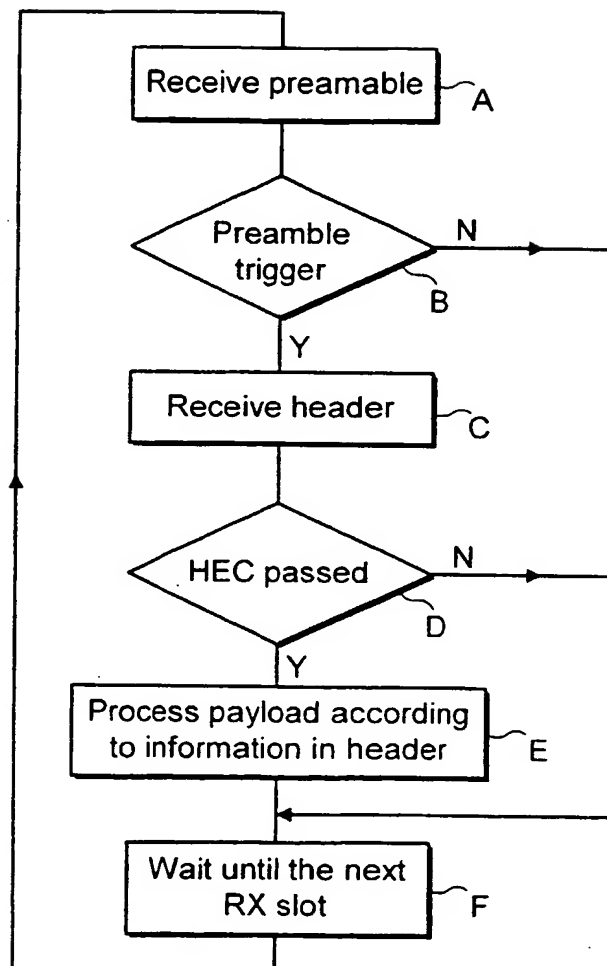 Receive preamable
A
Preamble
trigger
N
B
Y
Receive header
C
HEC passed
N
D
Y
Process payload according
to information in header
E
Wait until the next
RX slot
F